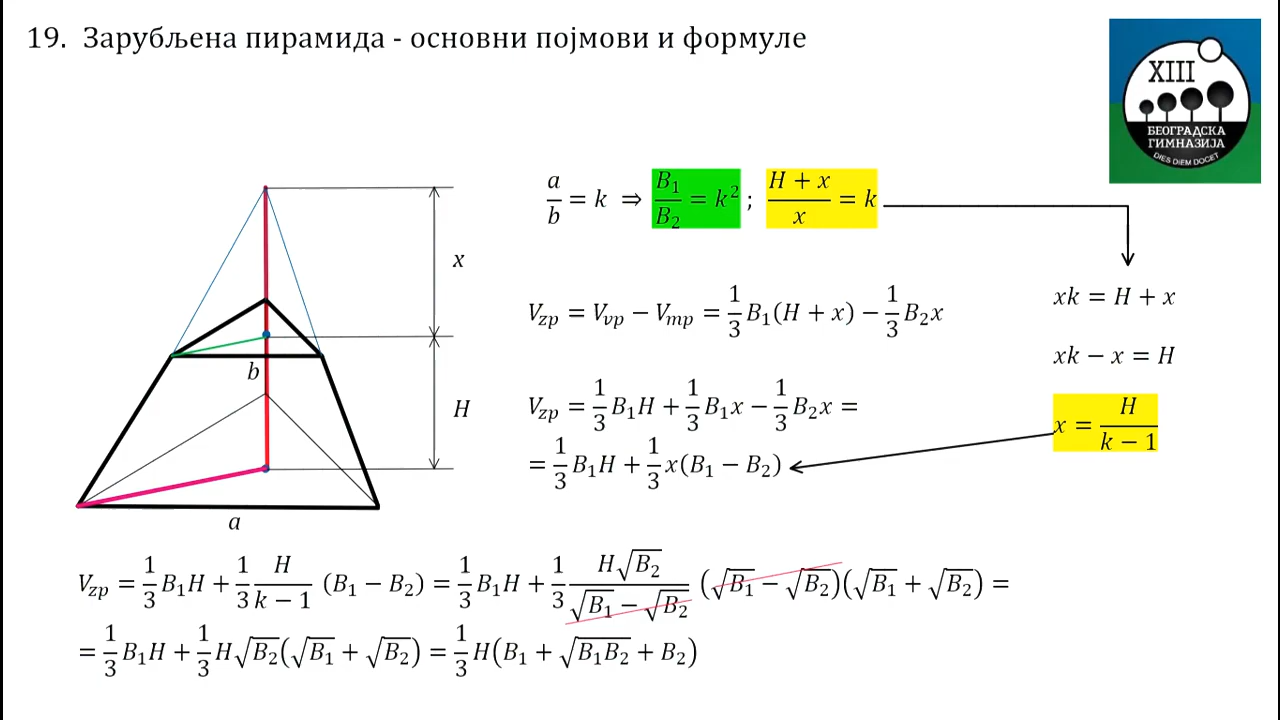 19. Зарубљена пирамида - основни појмови и формуле
XIII
БЕОГРАДСКА
ГИМНАЗИЈА
DIES DIEM DOCET
a/b = k ⇒ B₁/B₂ = k² ; (H + x)/x = k
x
xk = H + x
V_zp = V_vp − V_mp = 1/3 B₁(H + x) − 1/3 B₂x
xk − x = H
b
H
V_zp = 1/3 B₁H + 1/3 B₁x − 1/3 B₂x =
x = H/(k − 1)
= 1/3 B₁H + 1/3 x(B₁ − B₂)
a
V_zp = 1/3 B₁H + 1/3 H/(k − 1) (B₁ − B₂) = 1/3 B₁H + 1/3 H√B₂/(√B₁ − √B₂) (√B₁ − √B₂)(√B₁ + √B₂) =
= 1/3 B₁H + 1/3 H√B₂(√B₁ + √B₂) = 1/3 H(B₁ + √B₁B₂ + B₂)